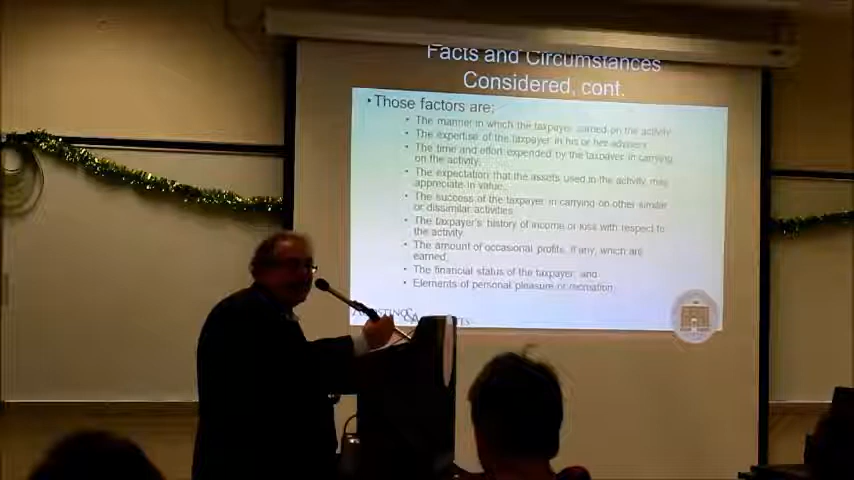 Facts and Circumstances
Considered, cont.
• Those factors are:
• The manner in which the taxpayer carried on the activity
• The expertise of the taxpayer in his or her advisers
• The time and effort expended by the taxpayer in carrying
on the activity;
• The expectation that the assets used in the activity may
appreciate in value;
• The success of the taxpayer in carrying on other similar
or dissimilar activities
• The taxpayer's history of income or loss with respect to
the activity
• The amount of occasional profits, if any, which are
earned;
• The financial status of the taxpayer; and
• Elements of personal pleasure or recreation